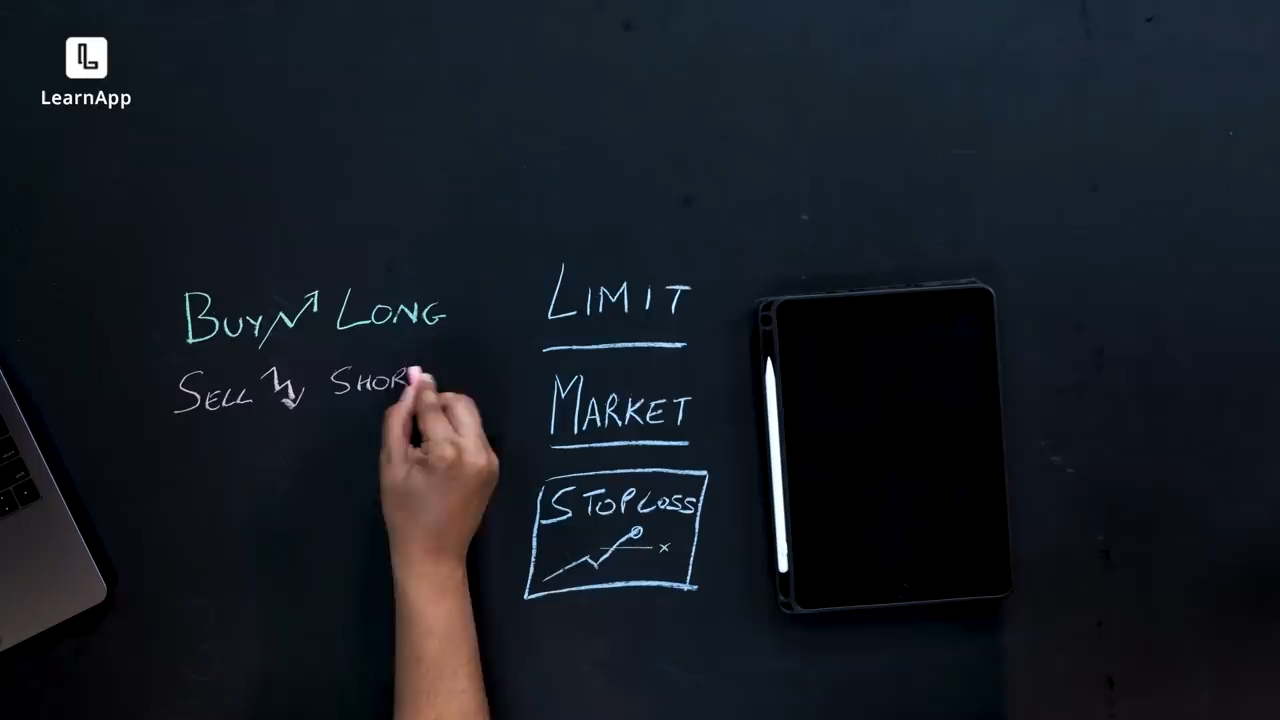 LearnApp
BUY LONG
SELL SHOR
LIMIT
MARKET
STOPLOSS
x